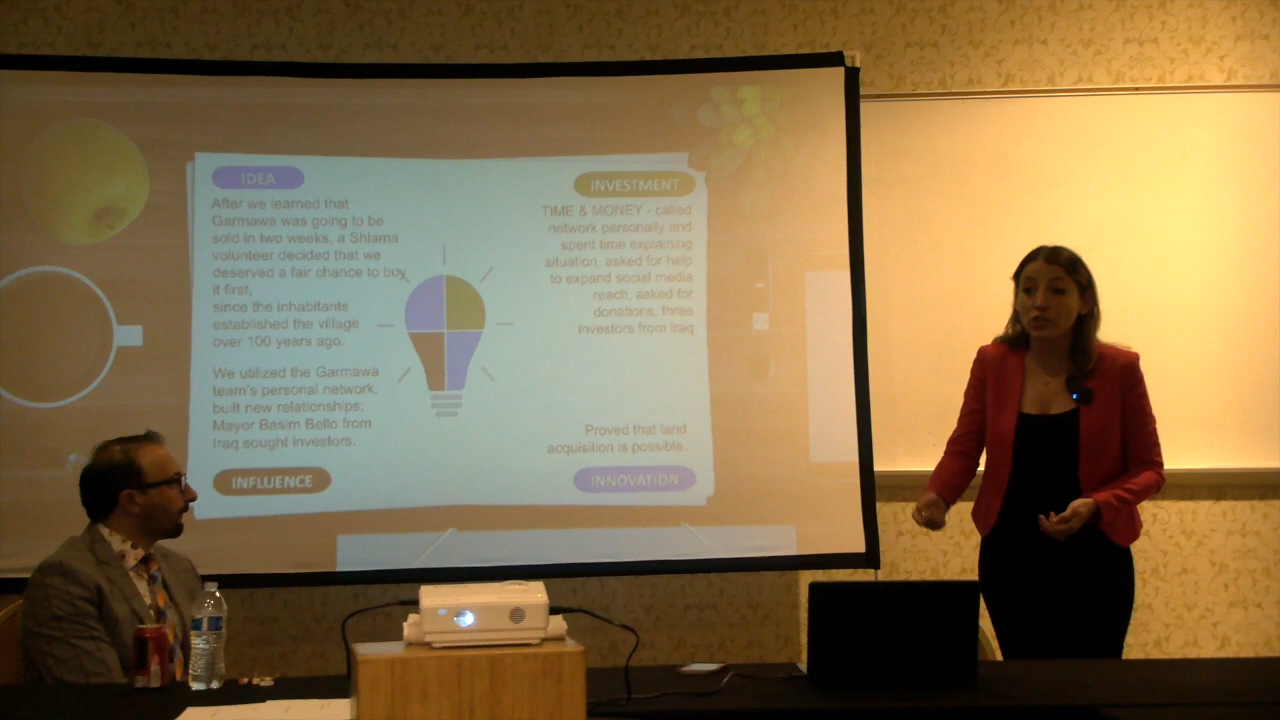 IDEA
After we learned that
Garmawa was going to be
sold in two weeks, a Shlama
volunteer decided that we
deserved a fair chance to buy
it first,
since the inhabitants
established the village
over 100 years ago.
We utilized the Garmawa
team's personal network,
built new relationships;
Mayor Basim Bello from
Iraq sought investors.
INFLUENCE
INVESTMENT
TIME & MONEY - called
network personally and
spent time explaining
situation, asked for help
to expand social media
reach, asked for
donations, three
investors from Iraq
Proved that land
acquisition is possible.
INNOVATION